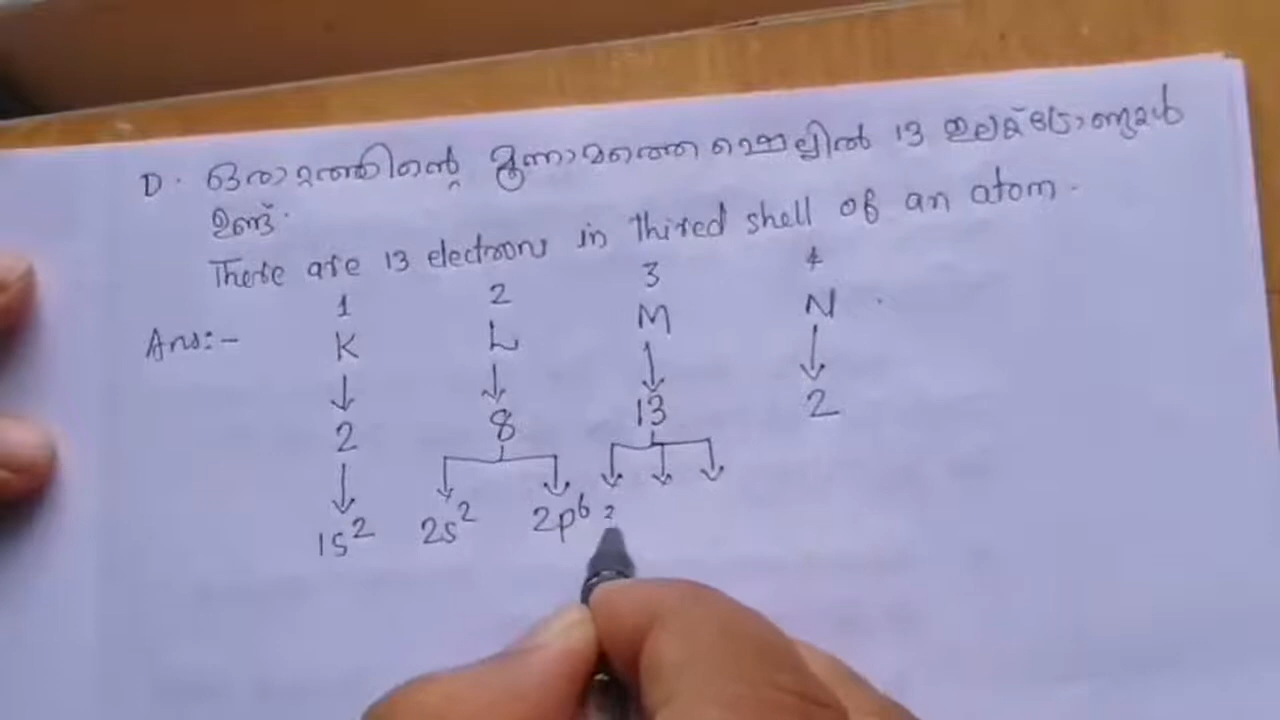 D. ഒരാറ്റത്തിന്റെ മൂന്നാമത്തെ ഷെല്ലിൽ 13 ഇലക്ട്രോണുകൾ
ഉണ്ട്.
There are 13 electrons in Thired shell of an atom.
1 2 3 4
Ans:- K L M N
↓ ↓ ↓ ↓
2 8 13 2
1s² 2s² 2p⁶